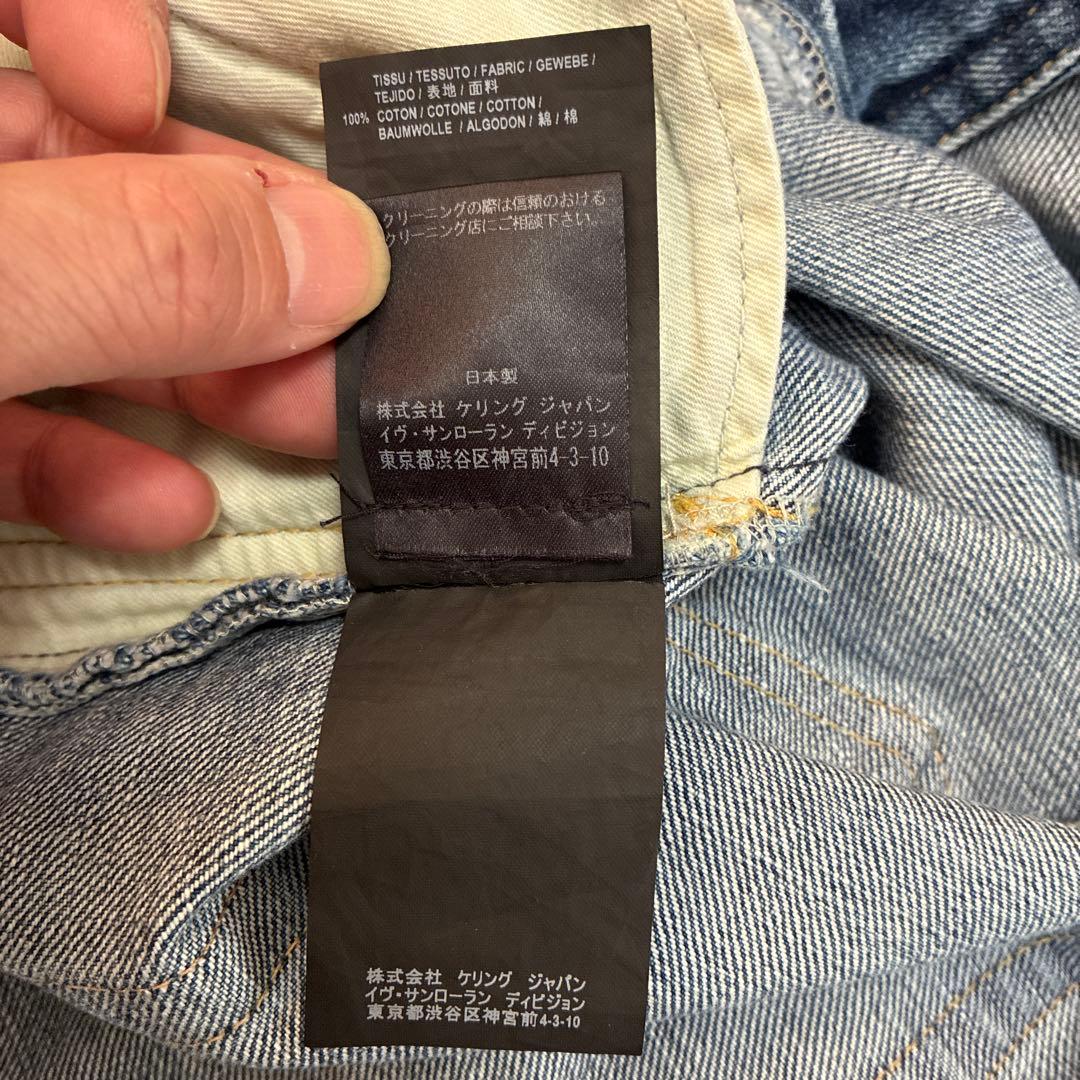 TISSU / TESSUTO / FABRIC / GEWEBE /
TEJIDO / 表地 / 面料
100% COTON / COTONE / COTTON /
BAUMWOLLE / ALGODON / 綿 / 棉
クリーニングの際は信頼のおける
クリーニング店にご相談下さい。
日本製
株式会社 ケリング ジャパン
イヴ・サンローラン ディビジョン
東京都渋谷区神宮前4-3-10
株式会社 ケリング ジャパン
イヴ・サンローラン ディビジョン
東京都渋谷区神宮前4-3-10